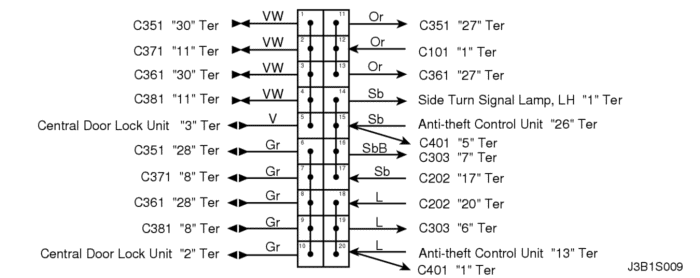 C351 "30" Ter VW 1 11 Or C351 "27" Ter
C371 "11" Ter VW 2 12 Or C101 "1" Ter
C361 "30" Ter VW 3 13 Or C361 "27" Ter
C381 "11" Ter VW 4 14 Sb Side Turn Signal Lamp, LH "1" Ter
Central Door Lock Unit "3" Ter V 5 15 Sb Anti-theft Control Unit "26" Ter
C401 "5" Ter
C351 "28" Ter Gr 6 16 SbB C303 "7" Ter
C371 "8" Ter Gr 7 17 Sb C202 "17" Ter
C361 "28" Ter Gr 8 18 L C202 "20" Ter
C381 "8" Ter Gr 9 19 L C303 "6" Ter
Central Door Lock Unit "2" Ter Gr 10 20 L Anti-theft Control Unit "13" Ter
C401 "1" Ter
J3B1S009